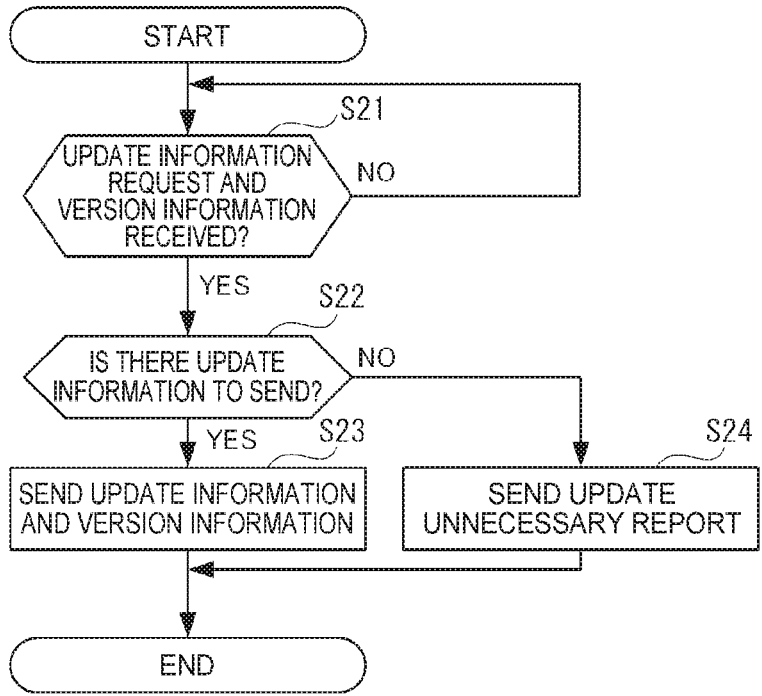 START
S21
UPDATE INFORMATION
REQUEST AND
VERSION INFORMATION
RECEIVED?
NO
YES
S22
IS THERE UPDATE
INFORMATION TO SEND?
NO
YES
S23
SEND UPDATE INFORMATION
AND VERSION INFORMATION
S24
SEND UPDATE
UNNECESSARY REPORT
END